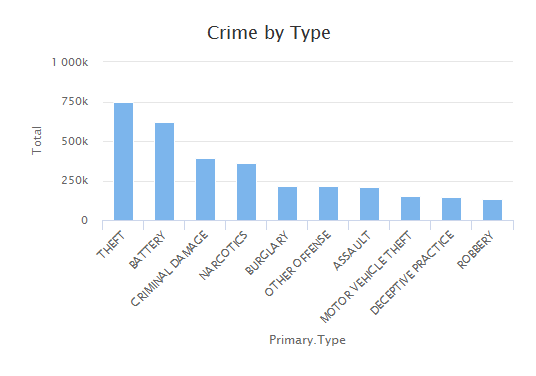 Crime by Type
Total
1 000k
750k
500k
250k
0
THEFT
BATTERY
CRIMINAL DAMAGE
NARCOTICS
BURGLARY
OTHER OFFENSE
ASSAULT
MOTOR VEHICLE THEFT
DECEPTIVE PRACTICE
ROBBERY
Primary.Type